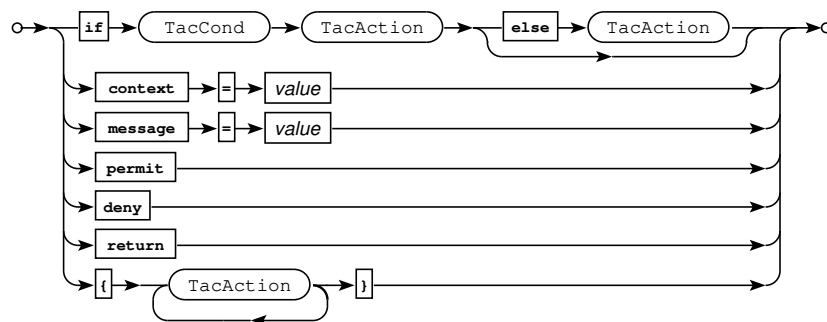 if TacCond TacAction else TacAction
context = value
message = value
permit
deny
return
{ TacAction }